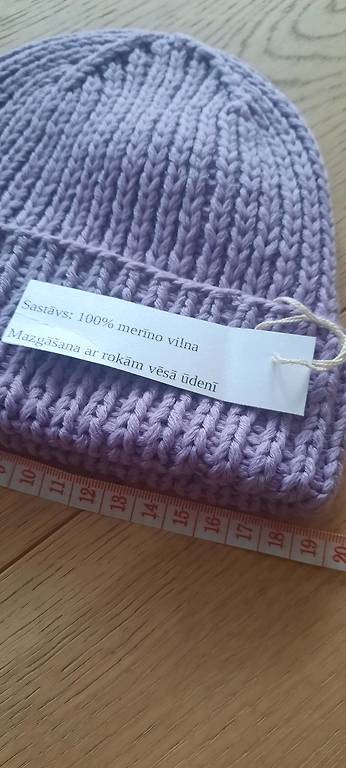 Sastāvs: 100% merīno vilna
Mazgāšana ar rokām vēsā ūdenī
10 11 12 13 14 15 16 17 18 19 20